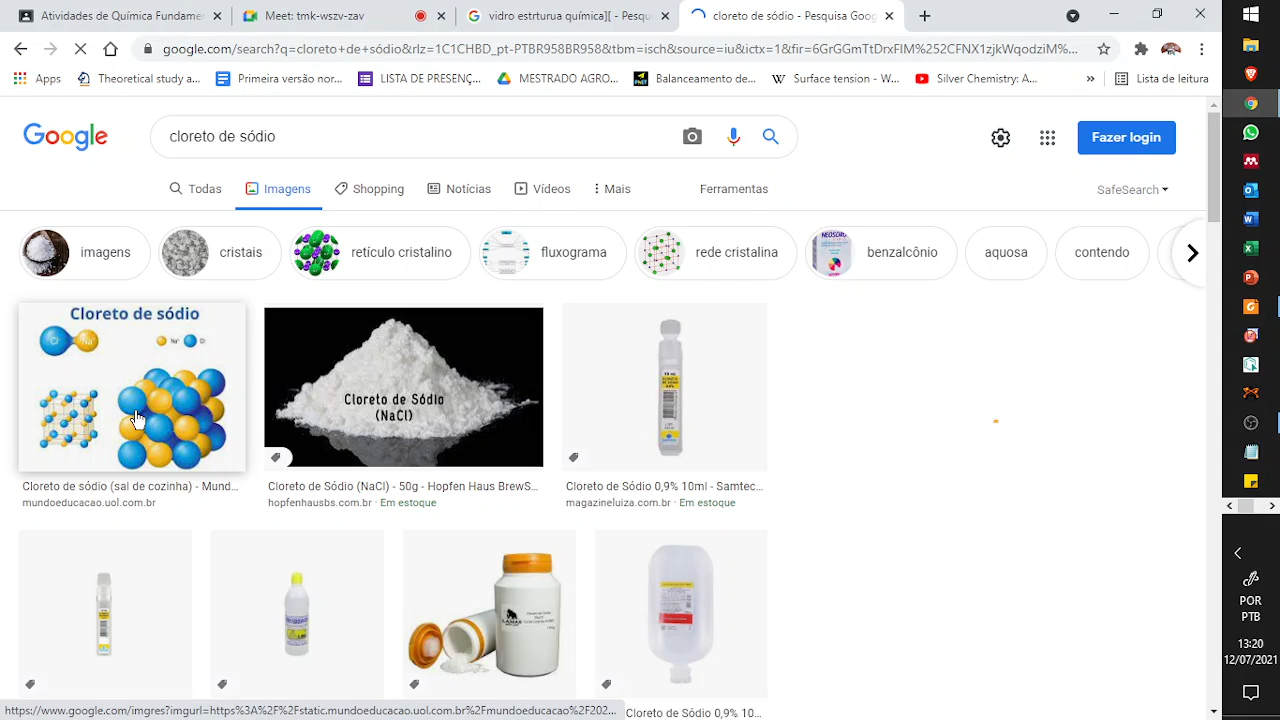 Atividades de Química Fundamen
Meet: tmk-wszv-zav
vidro estrutura química][ - Pesqu
cloreto de sódio - Pesquisa Goog
google.com/search?q=cloreto+de+sódio&rlz=1C1CHBD_pt-PTBR958BR958&tbm=isch&source=iu&ictx=1&fir=6GrGGmTtDrxFIM%252CFNX1zjkWqodziM%...
Apps
Theoretical study a...
Primeira versão nor...
LISTA DE PRESENÇ...
MESTRADO AGRO...
Balanceamento de...
Surface tension - W...
Silver Chemistry: A...
»
Lista de leitura
Google
cloreto de sódio
Fazer login
Todas
Imagens
Shopping
Notícias
Vídeos
Mais
Ferramentas
SafeSearch
imagens
cristais
retículo cristalino
fluxograma
rede cristalina
benzalcônio
aquosa
contendo
Cloreto de sódio
Cloreto de Sódio
(NaCl)
Cloreto de sódio (sal de cozinha) - Mund...
mundoeducacao.uol.com.br
Cloreto de Sódio (NaCl) - 50g - Hopfen Haus BrewS...
hopfenhausbs.com.br · Em estoque
Cloreto de Sódio 0,9% 10ml - Samtec...
magazineluiza.com.br · Em estoque
https://www.google.com/imgres?imgurl=https%3A%2F%2Fstatic.mundoeducacao.uol.com.br%2Fmundoeducacao%2F202...
Cloreto de Sódio 0,9% 10...
POR
PTB
13:20
12/07/2021